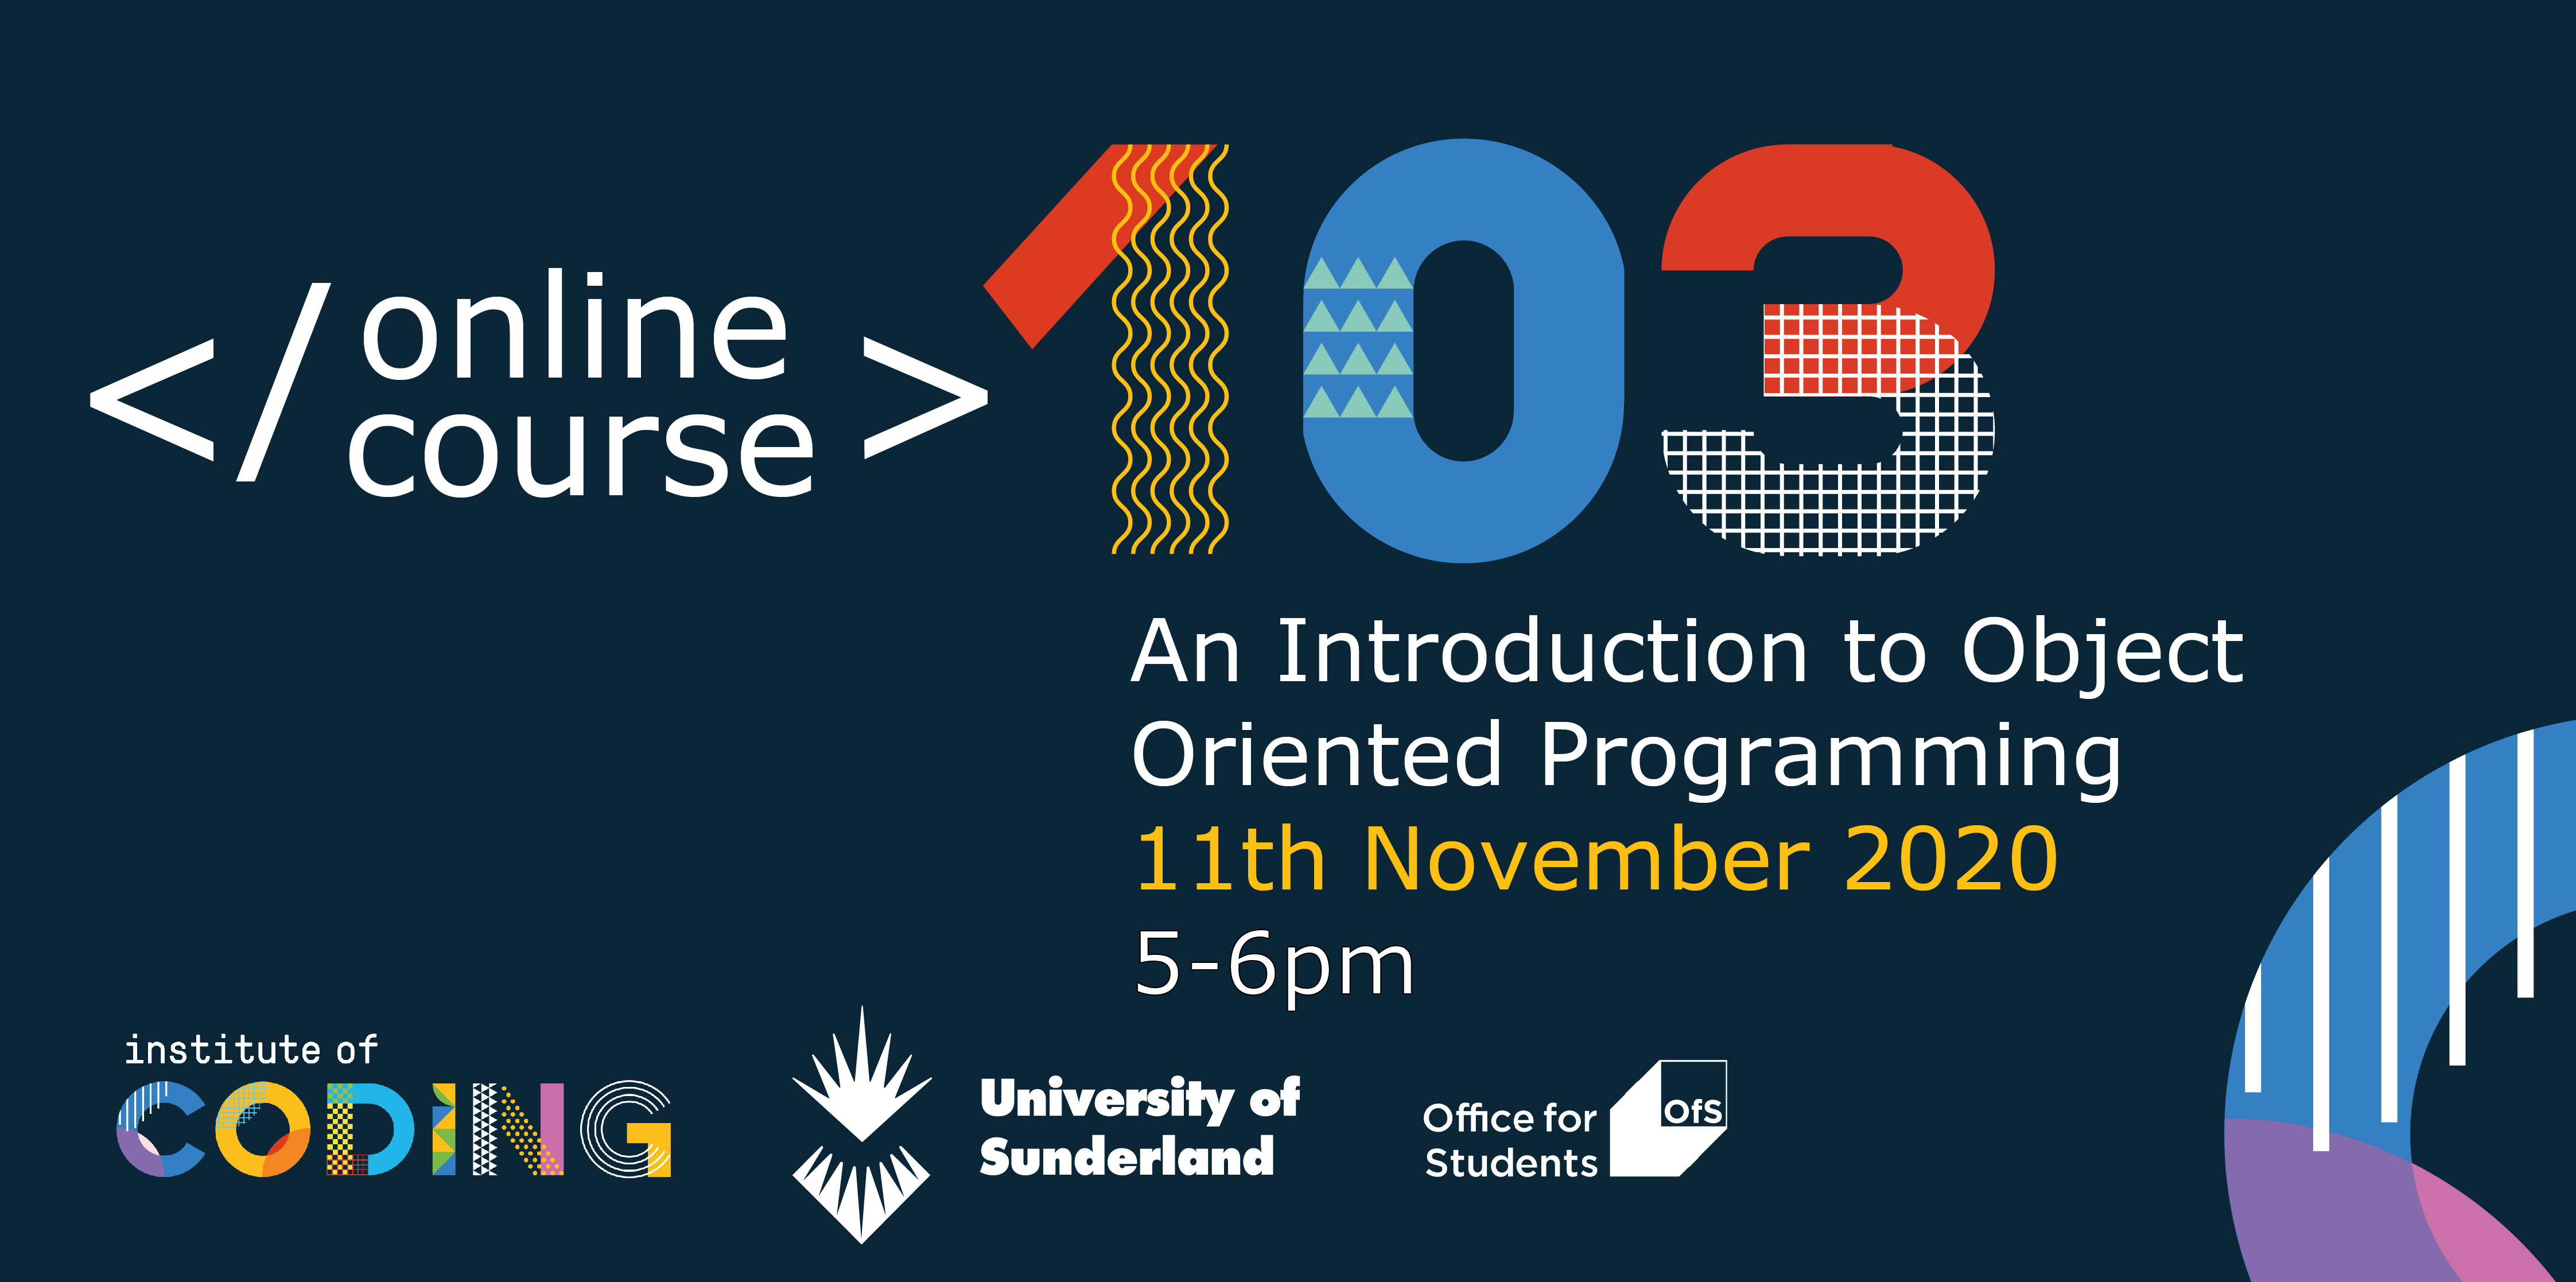 </ online course > 103
An Introduction to Object
Oriented Programming
11th November 2020
5-6pm
institute of
CODING
University of
Sunderland
Office for
Students
OfS